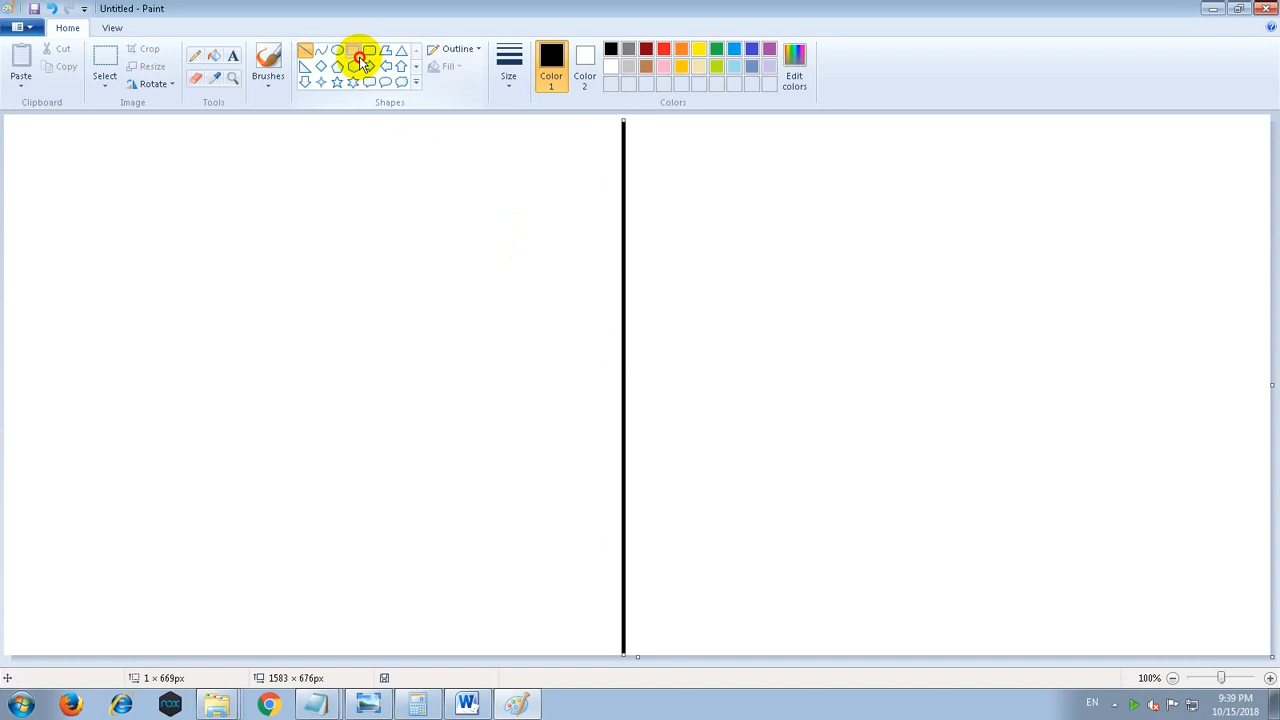 Untitled - Paint
Home View
Paste
Cut
Copy
Clipboard
Select
Crop
Resize
Rotate
Image
Tools
Brushes
Shapes
Outline
Fill
Size
Color 1
Color 2
Edit colors
Colors
1 × 669px
1583 × 676px
100%
nox
W
EN
9:39 PM
10/15/2018